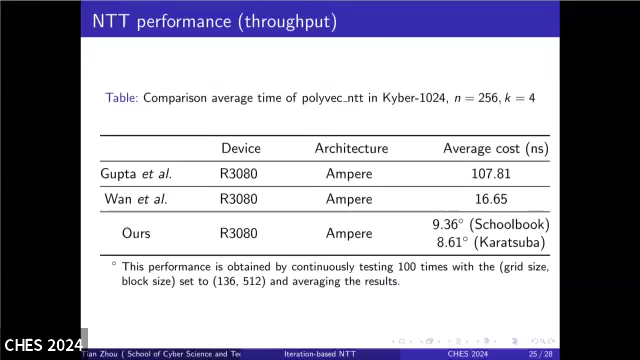 NTT performance (throughput)
Table: Comparison average time of polyvec_ntt in Kyber-1024, n = 256, k = 4
Device Architecture Average cost (ns)
Gupta et al. R3080 Ampere 107.81
Wan et al. R3080 Ampere 16.65
Ours R3080 Ampere 9.36° (Schoolbook)
8.61° (Karatsuba)
° This performance is obtained by continuously testing 100 times with the (grid size,
block size) set to (136, 512) and averaging the results.
CHES 2024
Tian Zhou ( School of Cyber Science and Tec Iteration-based NTT CHES 2024 25 / 28